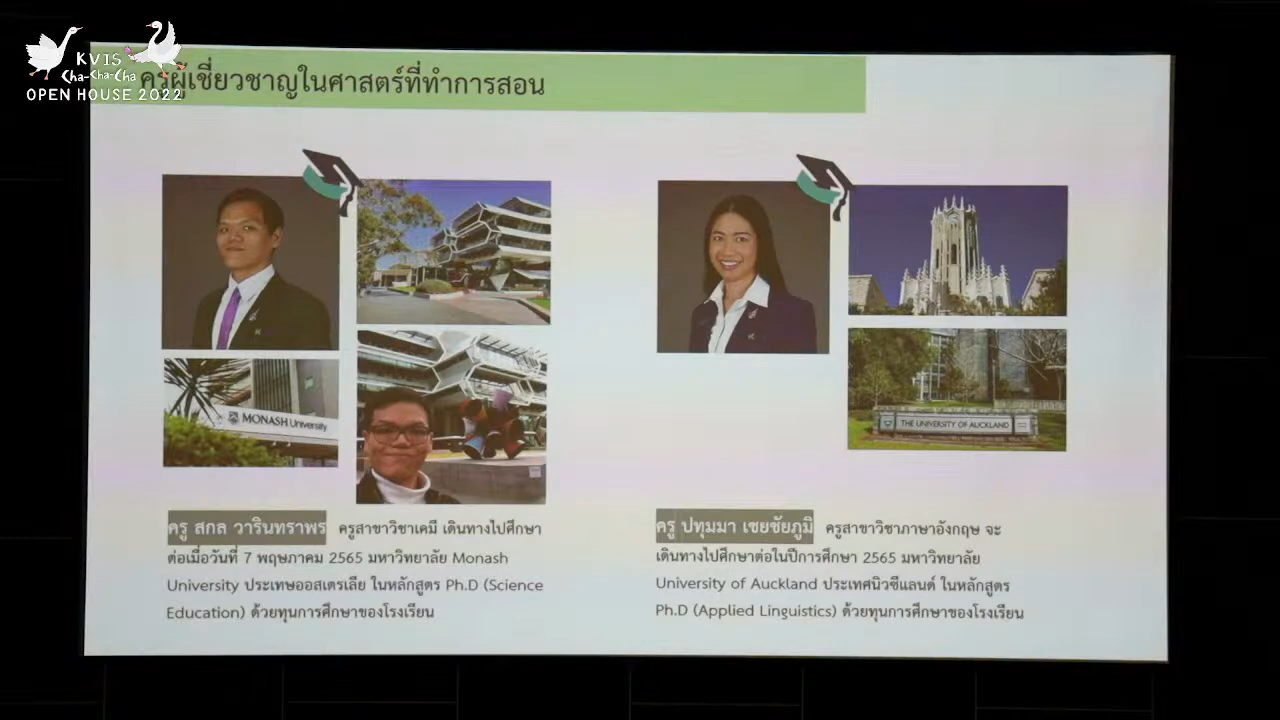 KVIS
Cha-Cha-Cha
OPEN HOUSE 2022
ครูผู้เชี่ยวชาญในศาสตร์ที่ทำการสอน
MONASH University
THE UNIVERSITY OF AUCKLAND
ครู สกล วารินทราพร ครูสาขาวิชาเคมี เดินทางไปศึกษา
ต่อเมื่อวันที่ 7 พฤษภาคม 2565 มหาวิทยาลัย Monash
University ประเทษออสเตรเลีย ในหลักสูตร Ph.D (Science
Education) ด้วยทุนการศึกษาของโรงเรียน
ครู ปทุมมา เชยชัยภูมิ ครูสาขาวิชาภาษาอังกฤษ จะ
เดินทางไปศึกษาต่อในปีการศึกษา 2565 มหาวิทยาลัย
University of Auckland ประเทศนิวซีแลนด์ ในหลักสูตร
Ph.D (Applied Linguistics) ด้วยทุนการศึกษาของโรงเรียน